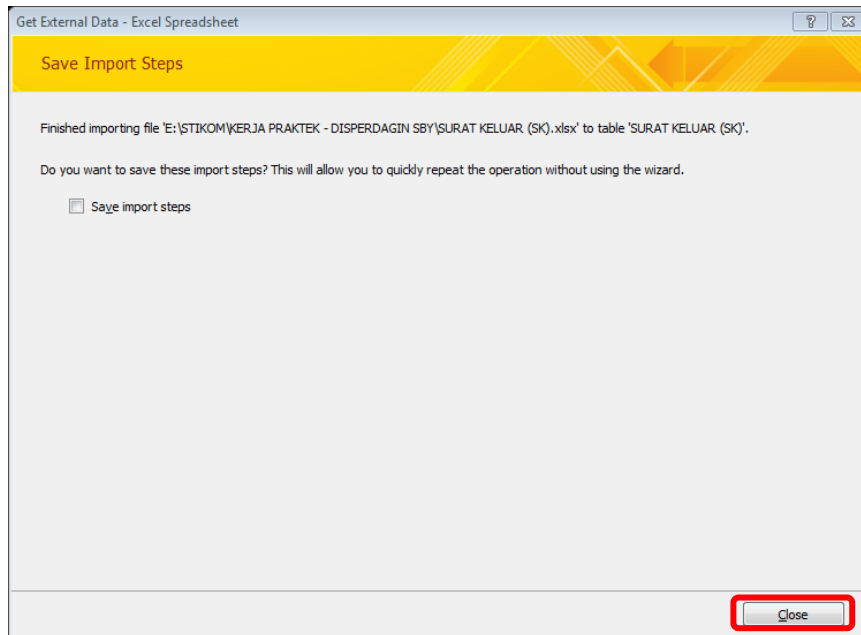 Get External Data - Excel Spreadsheet
Save Import Steps
Finished importing file 'E:\STIKOM\KERJA PRAKTEK - DISPERDAGIN SBY\SURAT KELUAR (SK).xlsx' to table 'SURAT KELUAR (SK)'.
Do you want to save these import steps? This will allow you to quickly repeat the operation without using the wizard.
Save import steps
Close